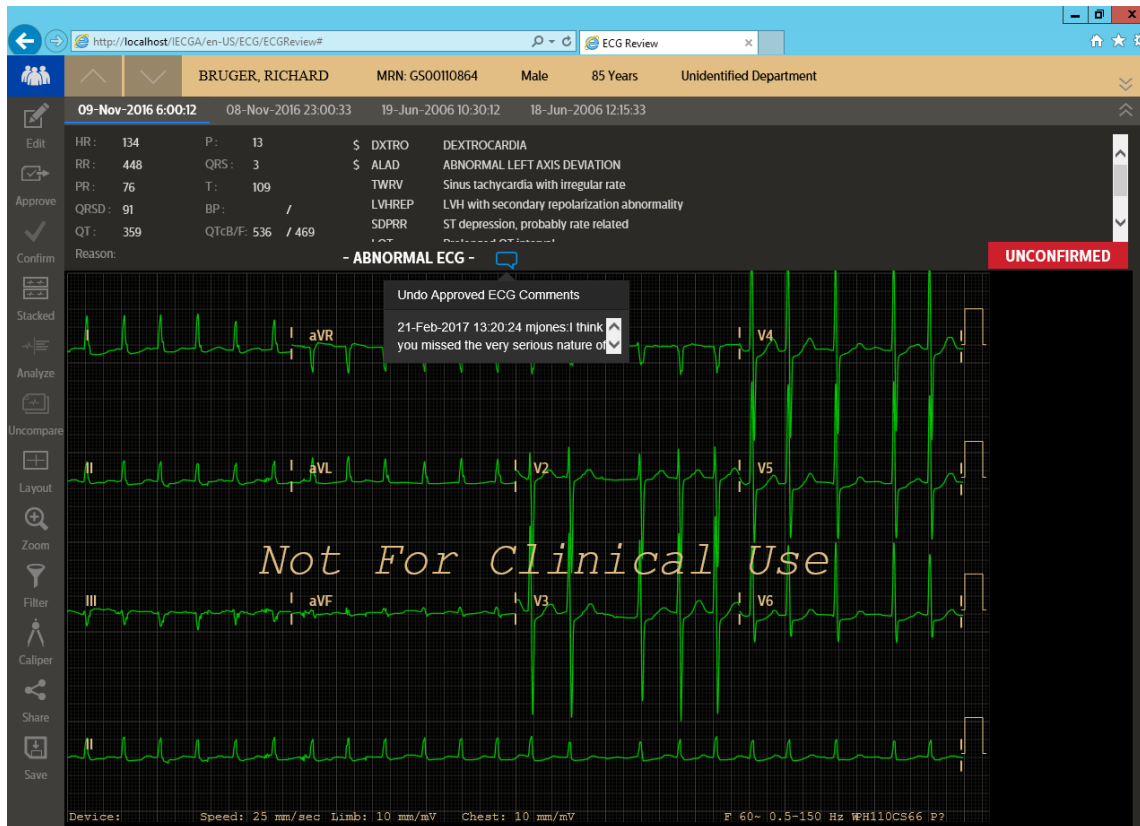 http://localhost/IECGA/en-US/ECG/ECGReview#
ECG Review
BRUGER, RICHARD MRN: GS00110864 Male 85 Years Unidentified Department
09-Nov-2016 6:00:12 08-Nov-2016 23:00:33 19-Jun-2006 10:30:12 18-Jun-2006 12:15:33
Edit
Approve
Confirm
Stacked
Analyze
Uncompare
Layout
Zoom
Filter
Caliper
Share
Save
HR: 134 P: 13 $ DXTRO DEXTROCARDIA
RR: 448 QRS: 3 $ ALAD ABNORMAL LEFT AXIS DEVIATION
PR: 76 T: 109 TWRV Sinus tachycardia with irregular rate
QRSD: 91 BP: / LVHREP LVH with secondary repolarization abnormality
QT: 359 QTcB/F: 536 / 469 SDPRR ST depression, probably rate related
Prolonged QT interval
Reason: - ABNORMAL ECG - UNCONFIRMED
Undo Approved ECG Comments
21-Feb-2017 13:20:24 mjones:I think
you missed the very serious nature of
I aVR V4
II aVL V2 V5
Not For Clinical Use
III aVF V3 V6
II
Device: Speed: 25 mm/sec Limb: 10 mm/mV Chest: 10 mm/mV F 60~ 0.5-150 Hz WPH110CS66 P?